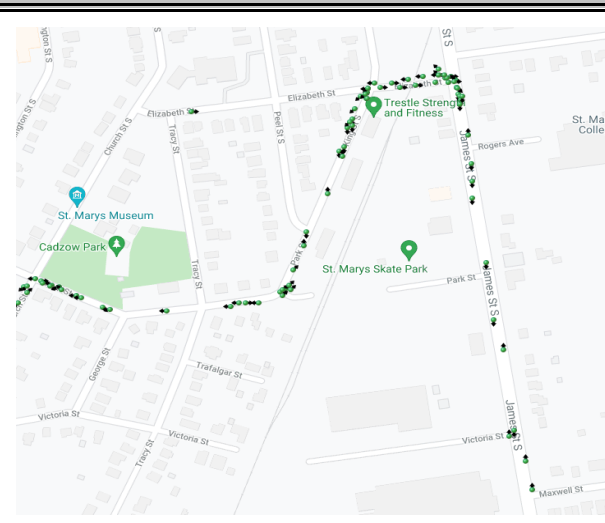 St S
Church St S
Elizabeth St
Elizabeth St
Tracy St
Peel St S
Trestle Strength
and Fitness
James St S
Rogers Ave
St. Ma
Colle
St. Marys Museum
Cadzow Park
Tracy St
Park
St. Marys Skate Park
Park St
James St S
George St
Trafalgar St
Victoria St
Victoria St
Tracy St
James St S
Victoria St
Maxwell St